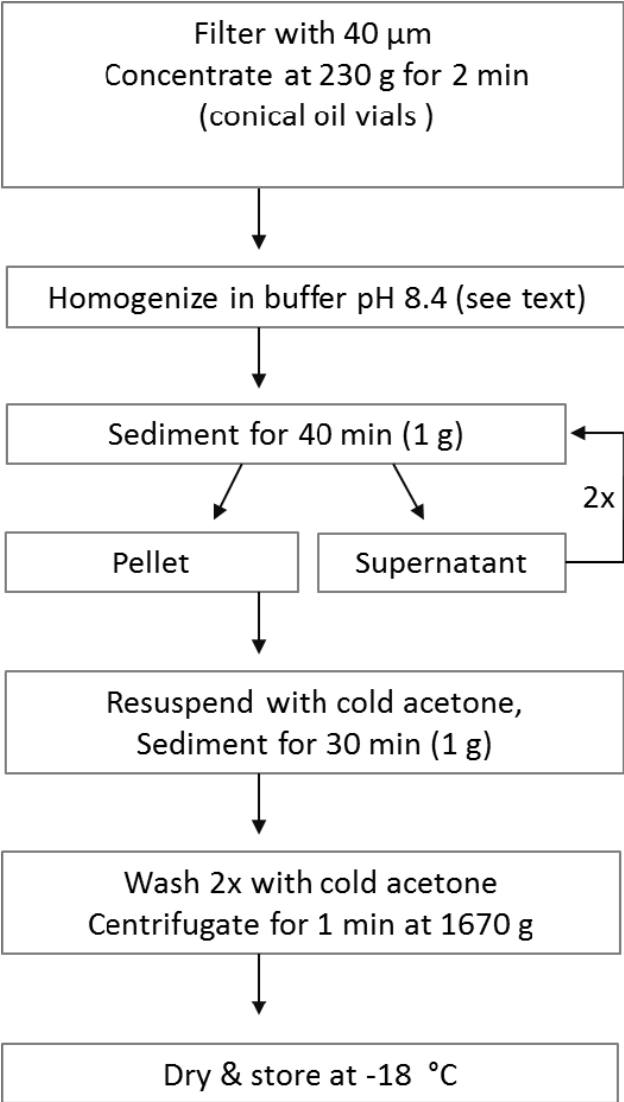 Filter with 40 µm
Concentrate at 230 g for 2 min
(conical oil vials )
Homogenize in buffer pH 8.4 (see text)
Sediment for 40 min (1 g)
2x
Pellet
Supernatant
Resuspend with cold acetone,
Sediment for 30 min (1 g)
Wash 2x with cold acetone
Centrifugate for 1 min at 1670 g
Dry & store at -18 °C